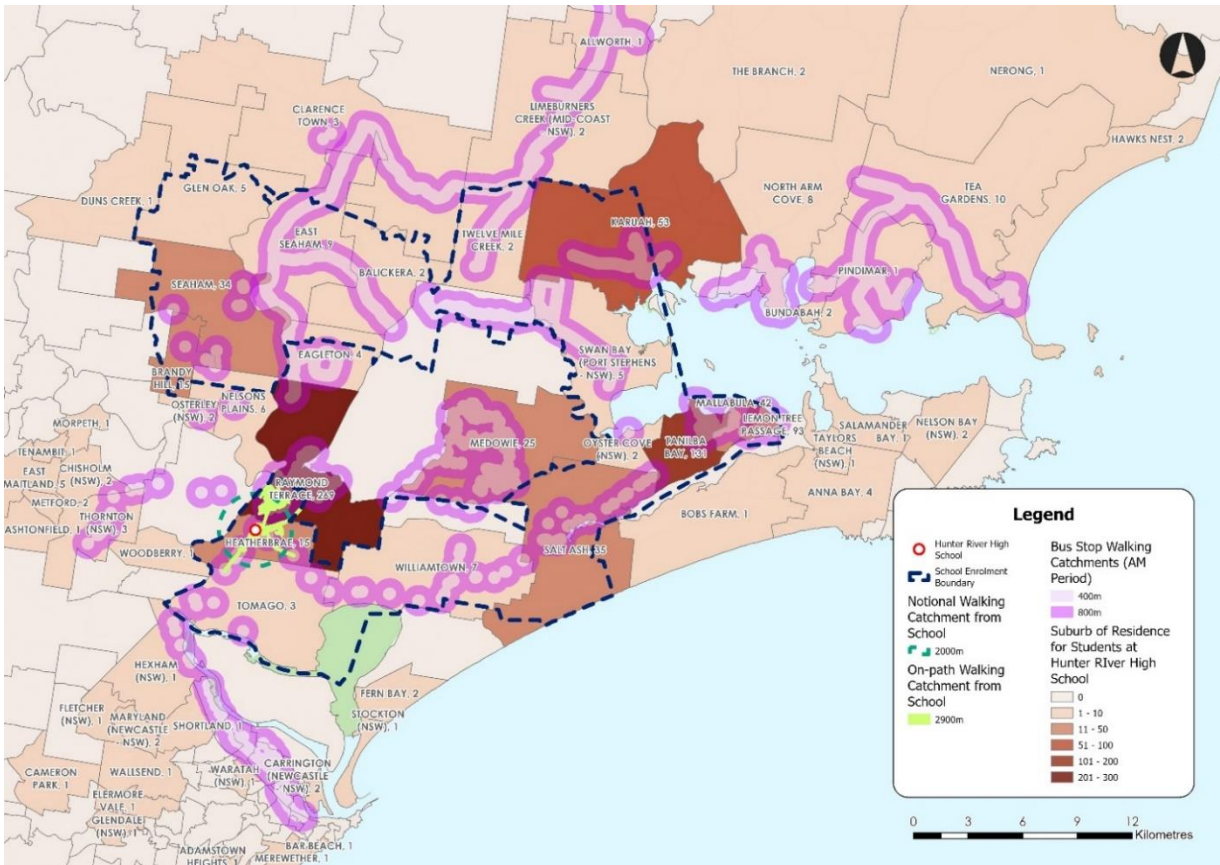 ALLWORTH, 1
THE BRANCH, 2
NERONG, 1
CLARENCE
TOWN, 3
LIMEBURNERS
CREEK (MID-COAST
NSW), 2
HAWKS NEST, 2
DUNS CREEK, 1
GLEN OAK, 5
NORTH ARM
COVE, 8
TEA
GARDENS, 10
EAST
SEAHAM, 9
TWELVE MILE
CREEK, 2
KARUAH, 53
BALICKERA, 2
SEAHAM, 34
PINDIMAR, 1
BUNDABAH, 2
EAGLETON, 4
SWAN BAY
(PORT STEPHENS
- NSW), 5
BRANDY
HILL, 15
NELSONS
PLAINS, 6
OSTERLEY
(NSW), 2
MALLABULA, 42
LEMON TREE
PASSAGE, 93
MORPETH, 1
MEDOWIE, 25
OYSTER COVE
(NSW), 2
TANILBA
BAY, 131
TAYLORS
BEACH (NSW), 1
SALAMANDER
BAY, 1
NELSON BAY
(NSW), 2
TENAMBIT, 1
EAST
MAITLAND, 5
CHISHOLM
(NSW), 2
METFORD, 2
RAYMOND
TERRACE, 269
ANNA BAY, 4
THORNTON
(NSW), 3
ASHTONFIELD, 1
BOBS FARM, 1
HEATHERBRAE, 15
WOODBERRY, 1
SALT ASH, 35
WILLIAMTOWN, 7
TOMAGO, 3
HEXHAM
(NSW), 1
FERN BAY, 2
FLETCHER
(NSW), 1
MARYLAND
(NEWCASTLE
- NSW), 2
SHORTLAND, 1
STOCKTON
(NSW), 1
CAMERON
PARK, 1
WALLSEND, 1
WARATAH
(NSW), 1
CARRINGTON
(NEWCASTLE
- NSW), 2
ELERMORE
VALE, 1
GLENDALE
(NSW), 1
BAR BEACH, 1
ADAMSTOWN
HEIGHTS, 1
MEREWETHER, 1
Legend
Hunter River High
School
School Enrolment
Boundary
Notional Walking
Catchment from
School
2000m
On-path Walking
Catchment from
School
2900m
Bus Stop Walking
Catchments (AM
Period)
400m
800m
Suburb of Residence
for Students at
Hunter RIver High
School
0
1 - 10
11 - 50
51 - 100
101 - 200
201 - 300
0 3 6 9 12
Kilometres